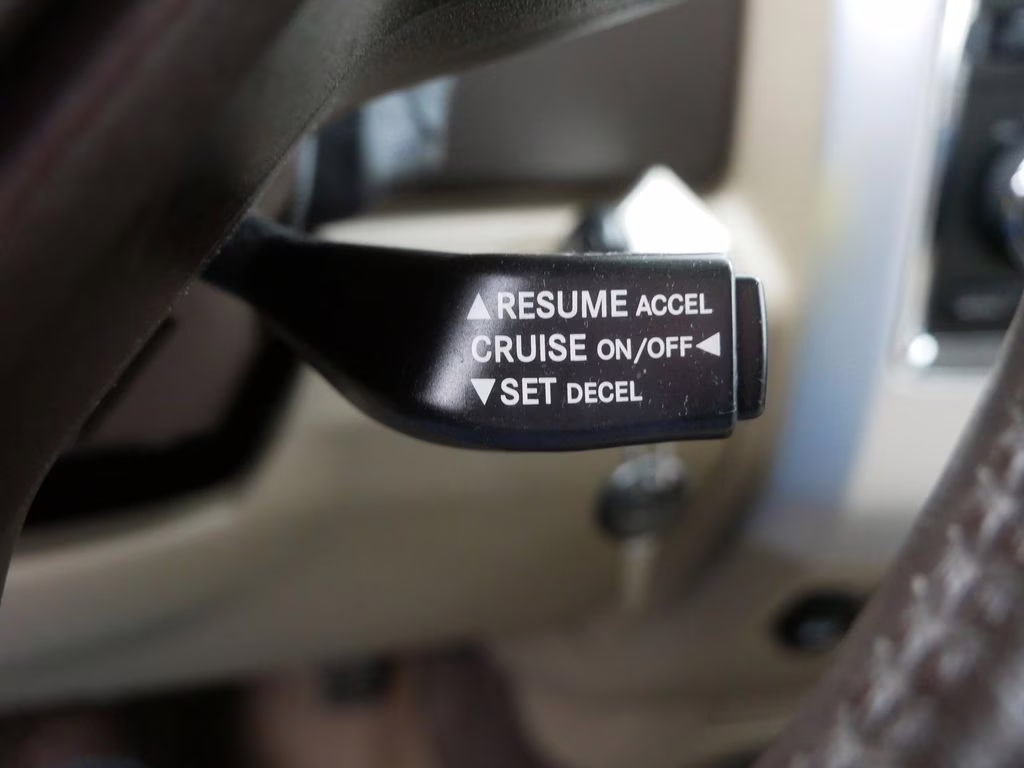 ▲RESUME ACCEL
CRUISE ON/OFF◀
▼SET DECEL